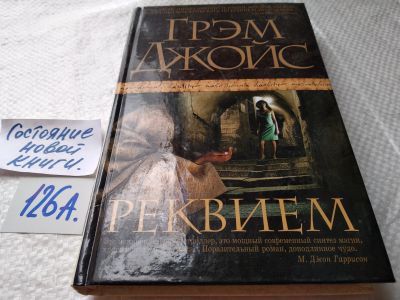 ГРЭМ
ДЖОЙС
Состояние
новой
книги.
126А.
РЕКВИЕМ
это мощный современный синтез магии,
Поразительный роман, доподлинное чудо.
М. Джон Гаррисон